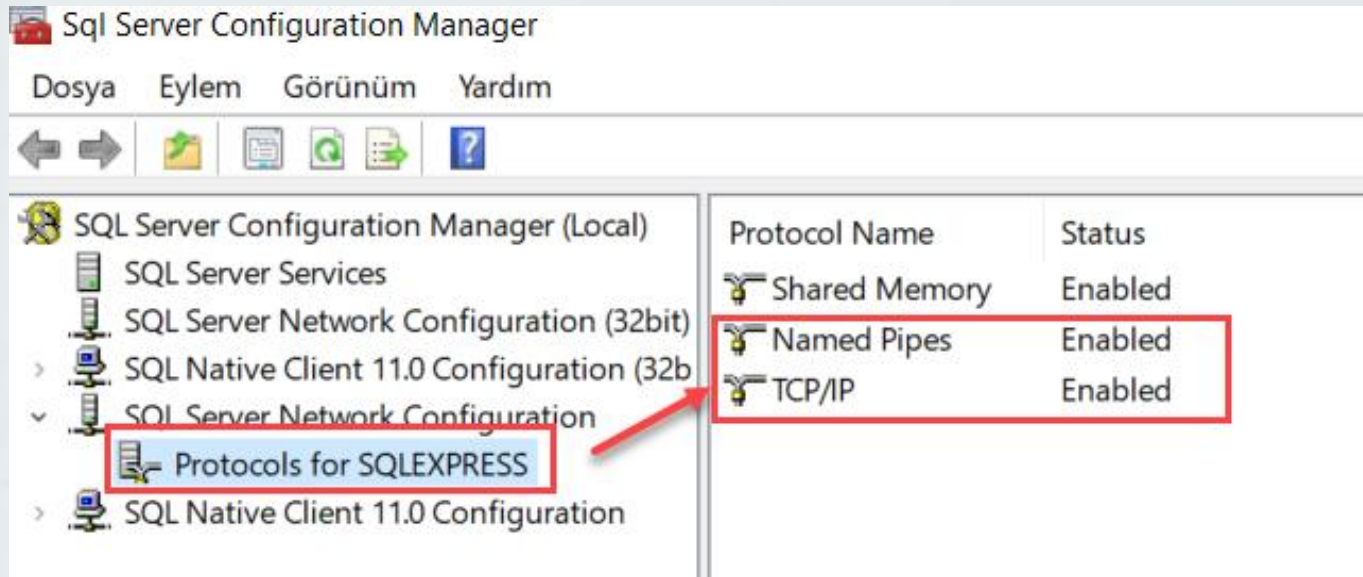 Sql Server Configuration Manager
Dosya Eylem Görünüm Yardım
SQL Server Configuration Manager (Local)
SQL Server Services
SQL Server Network Configuration (32bit)
SQL Native Client 11.0 Configuration (32b
SQL Server Network Configuration
Protocols for SQLEXPRESS
SQL Native Client 11.0 Configuration
Protocol Name Status
Shared Memory Enabled
Named Pipes Enabled
TCP/IP Enabled